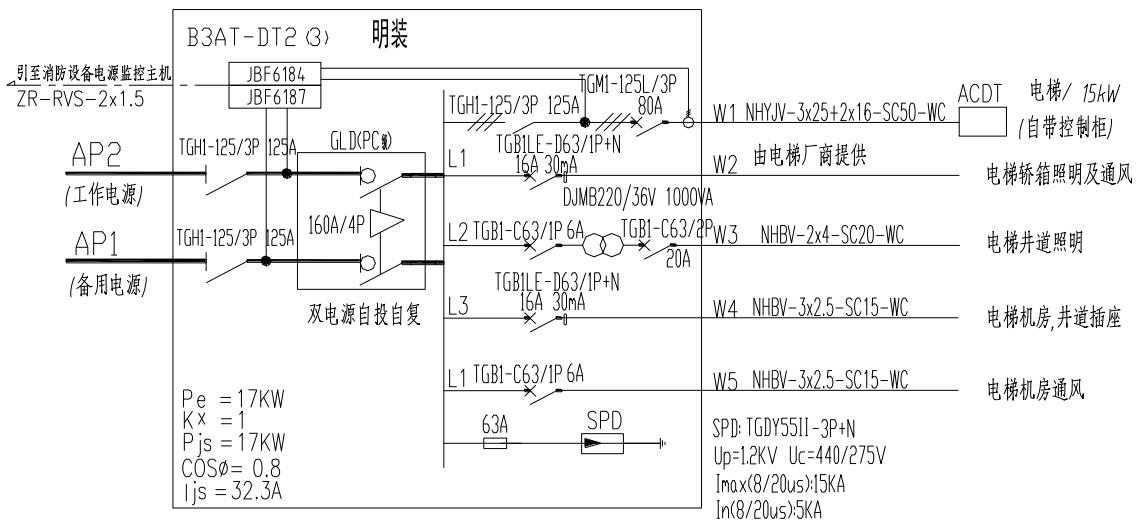 B3AT-DT2 (3) 明装
引至消防设备电源监控主机
ZR-RVS-2x1.5
JBF6184
JBF6187
TGH1-125/3P 125A
TGM1-125L/3P
80A
W1 NHYJV-3x25+2x16-SC50-WC
ACDT
电梯/ 15kW
(自带控制柜)
AP2
(工作电源)
TGH1-125/3P 125A
GLD(PC级)
L1
TGB1LE-D63/1P+N
16A 30mA
W2
由电梯厂商提供
电梯轿箱照明及通风
160A/4P
DJMB220/36V 1000VA
AP1
(备用电源)
TGH1-125/3P 125A
L2 TGB1-C63/1P 6A
TGB1-C63/2P
20A
W3 NHBV-2x4-SC20-WC
电梯井道照明
双电源自投自复
L3
TGB1LE-D63/1P+N
16A 30mA
W4 NHBV-3x2.5-SC15-WC
电梯机房,井道插座
L1 TGB1-C63/1P 6A
W5 NHBV-3x2.5-SC15-WC
电梯机房通风
Pe =17KW
Kx =1
Pjs =17KW
COSø= 0.8
Ijs =32.3A
63A
SPD
SPD: TGDY55II-3P+N
Up=1.2KV Uc=440/275V
Imax(8/20us):15KA
In(8/20us):5KA